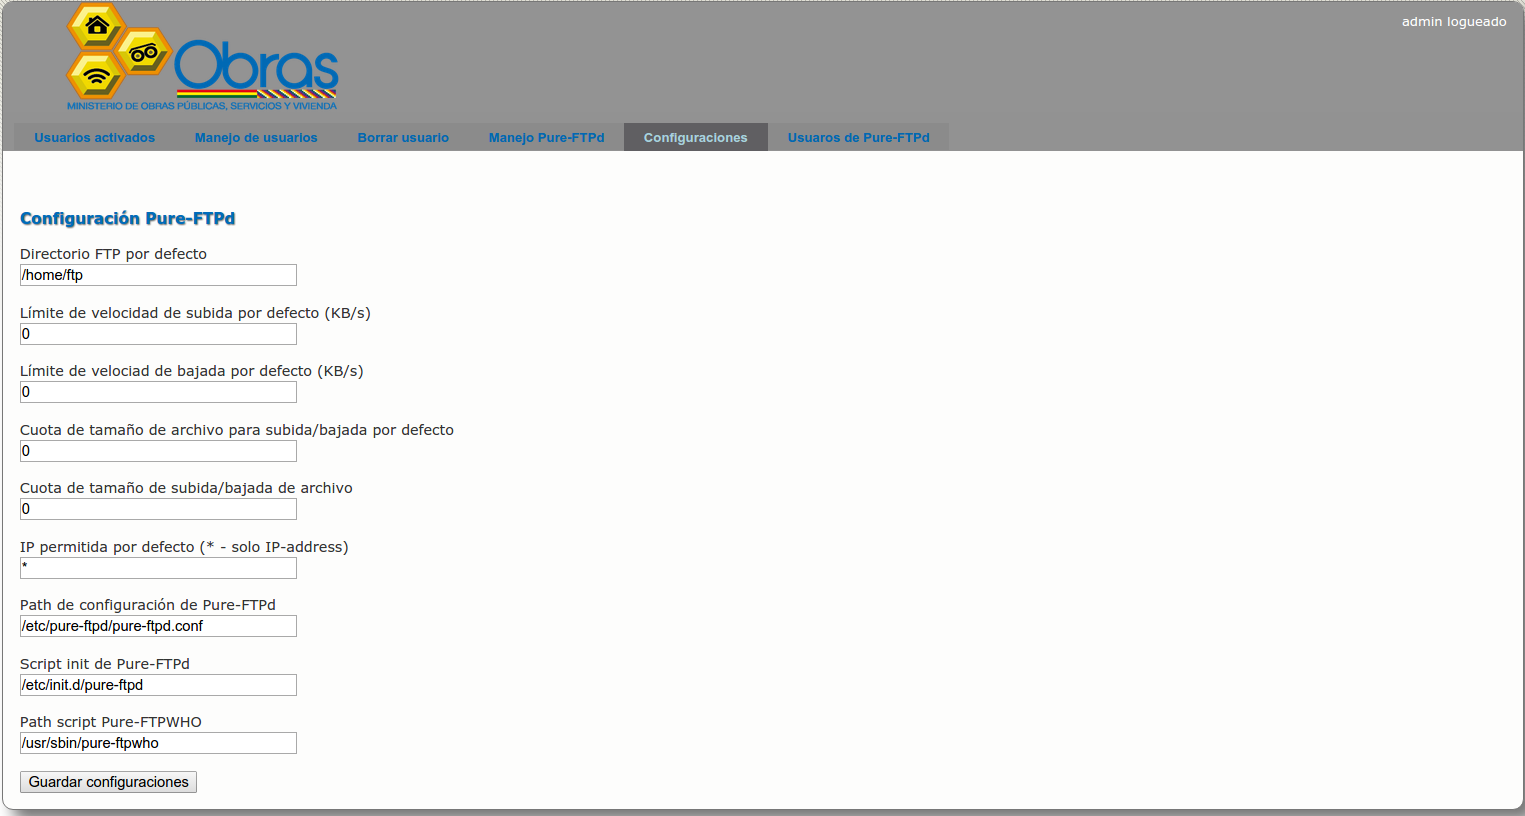 admin logueado
Obras
MINISTERIO DE OBRAS PÚBLICAS, SERVICIOS Y VIVIENDA
Usuarios activados Manejo de usuarios Borrar usuario Manejo Pure-FTPd Configuraciones Usuaros de Pure-FTPd
Configuración Pure-FTPd
Directorio FTP por defecto
/home/ftp
Límite de velocidad de subida por defecto (KB/s)
0
Límite de velociad de bajada por defecto (KB/s)
0
Cuota de tamaño de archivo para subida/bajada por defecto
0
Cuota de tamaño de subida/bajada de archivo
0
IP permitida por defecto (* - solo IP-address)
*
Path de configuración de Pure-FTPd
/etc/pure-ftpd/pure-ftpd.conf
Script init de Pure-FTPd
/etc/init.d/pure-ftpd
Path script Pure-FTPWHO
/usr/sbin/pure-ftpwho
Guardar configuraciones